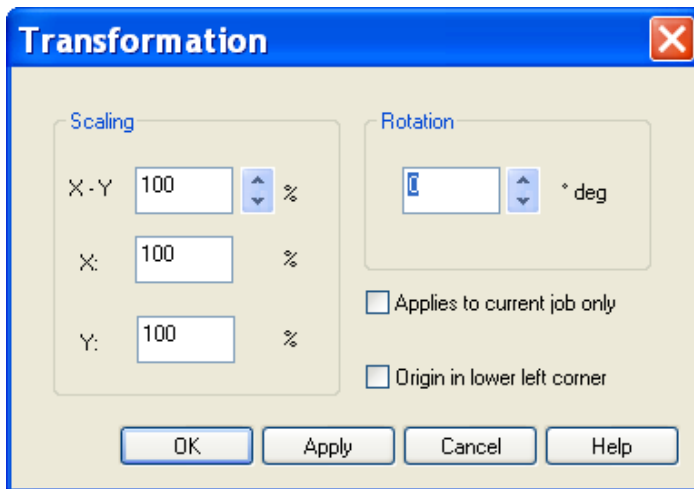 Transformation
Scaling
Rotation
X - Y 100 %
0 ° deg
X: 100 %
Applies to current job only
Y: 100 %
Origin in lower left corner
OK Apply Cancel Help